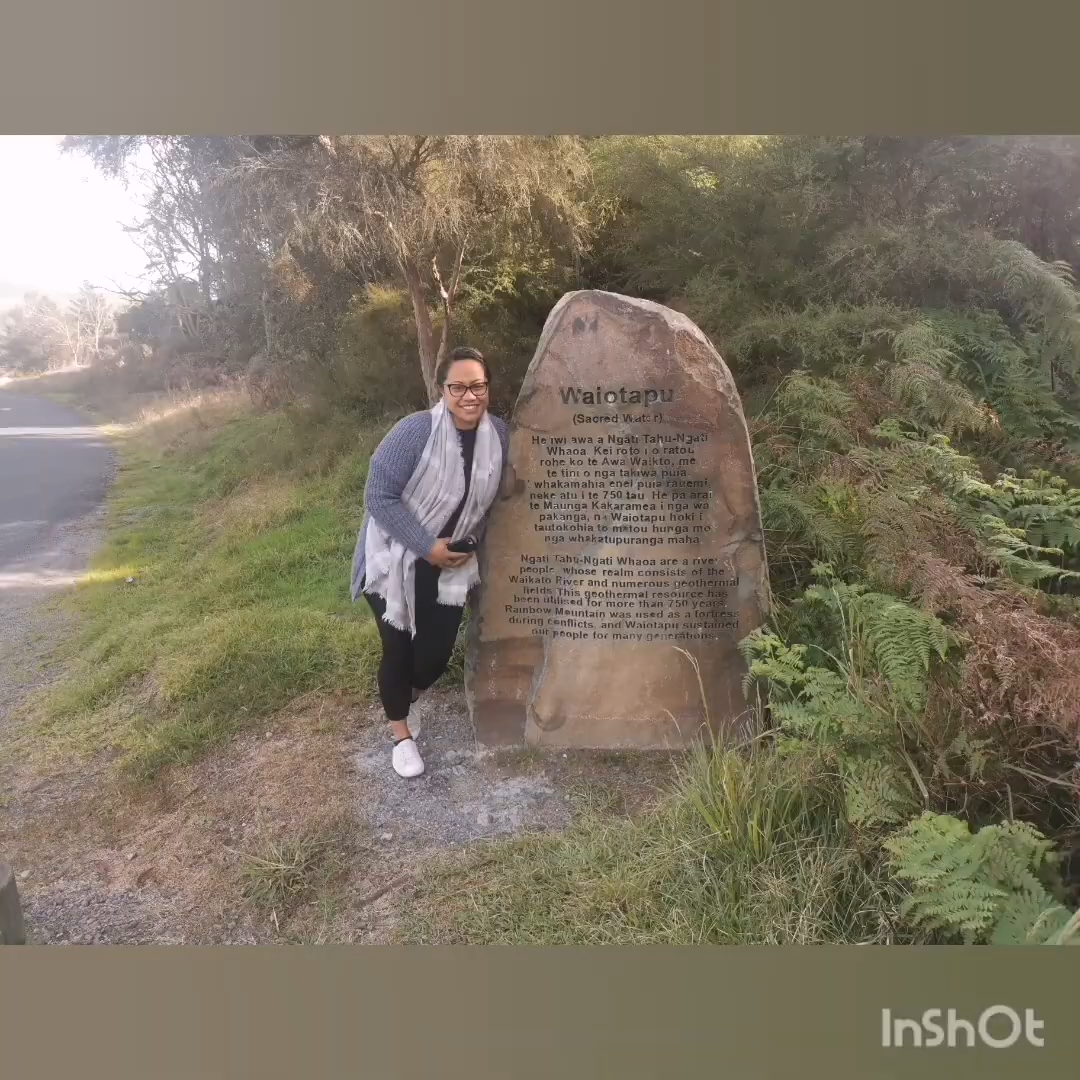 Waiotapu
(Sacred Water)
He iwi awa a Ngati Tahu-Ngati
Whaoa. Kei roto i o ratou
rohe ko te Awa Waikto, me
te tini o nga takiwa puia
whakamahia enei puia rauemi
neke atu i te 750 tau. He pa arai
te Maunga Kakaramea i nga wa
pakanga, na Waiotapu hoki i
tautokohia to matou hunga mo
nga whakatupuranga maha
Ngati Tahu-Ngati Whaoa are a river
people whose realm consists of the
Waikato River and numerous geothermal
fields This geothermal resource has
been utilised for more than 750 years
Rainbow Mountain was used as a fortress
during conflicts, and Waiotapu sustained
our people for many generations.
InShOt